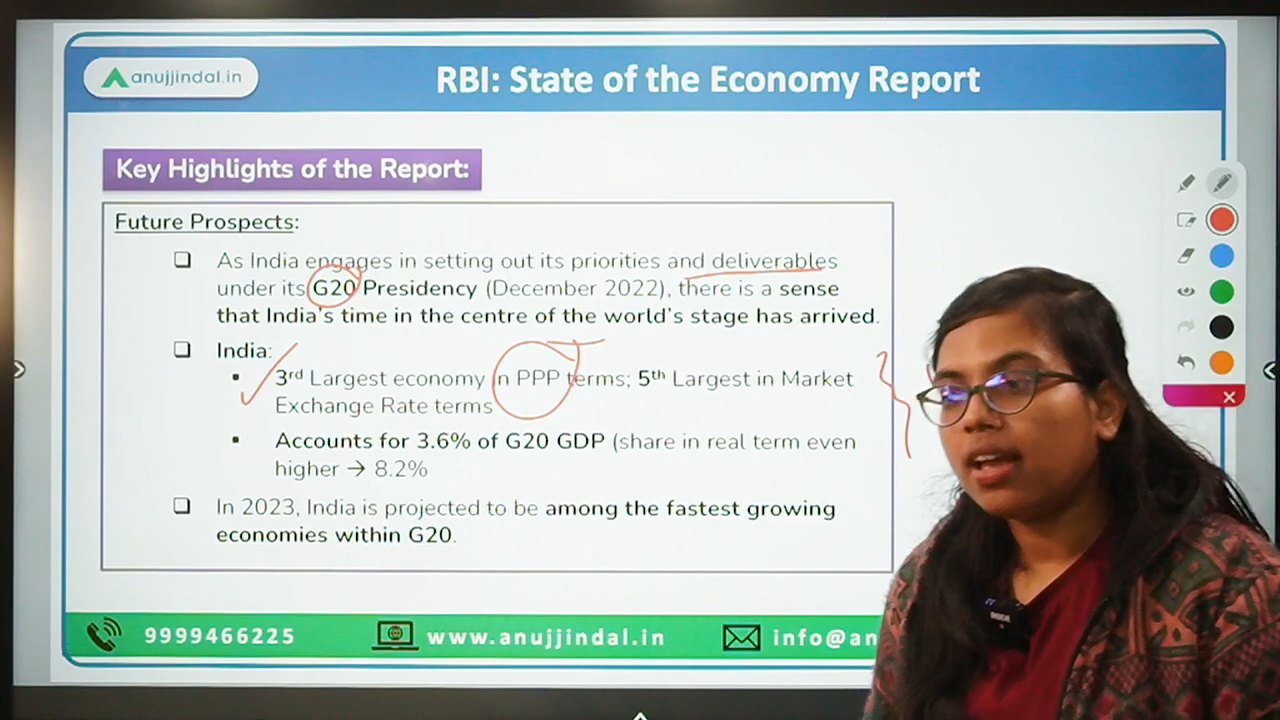 anujjindal.in
RBI: State of the Economy Report
Key Highlights of the Report:
Future Prospects:
❑ As India engages in setting out its priorities and deliverables
under its G20 Presidency (December 2022), there is a sense
that India's time in the centre of the world's stage has arrived.
❑ India:
▪ 3rd Largest economy in PPP terms; 5th Largest in Market
Exchange Rate terms
▪ Accounts for 3.6% of G20 GDP (share in real term even
higher → 8.2%
❑ In 2023, India is projected to be among the fastest growing
economies within G20.
9999466225
www.anujjindal.in
info@an